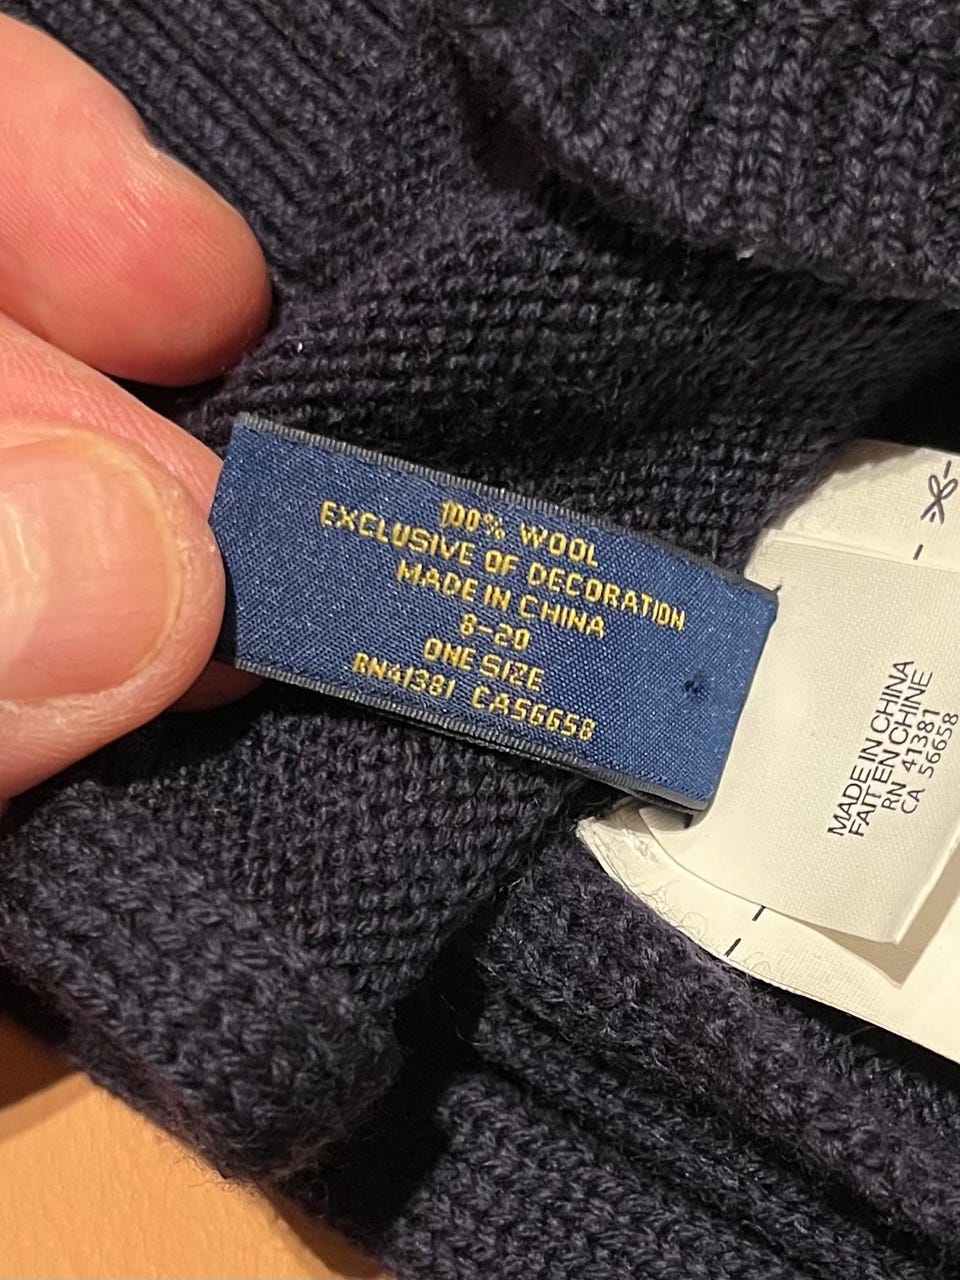 100% WOOL
EXCLUSIVE OF DECORATION
MADE IN CHINA
8-20
ONE SIZE
RN41381 CA56658
MADE IN CHINA
FAIT EN CHINE
RN 41381
CA 56658